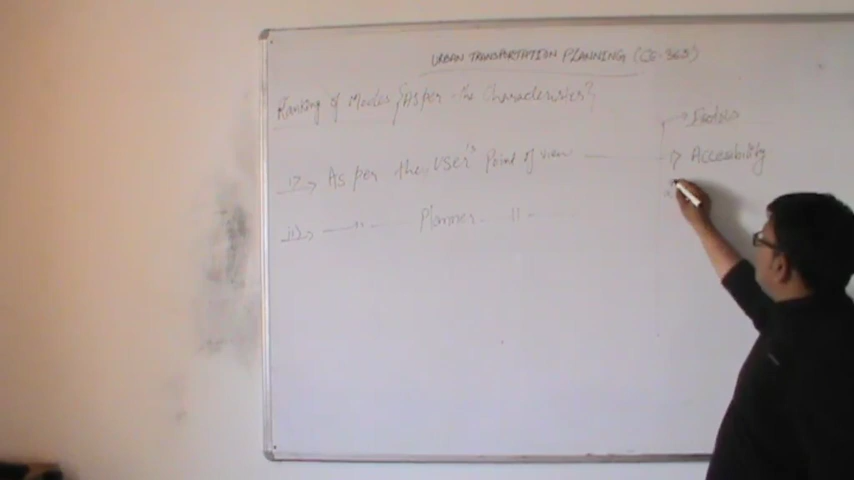 URBAN TRANSPORTATION PLANNING (CE-363)
Ranking of Modes {As per the Characteristics}
i) → As per the user's Point of view → Accessibility
Factors
ii) → —"— Planner —"—